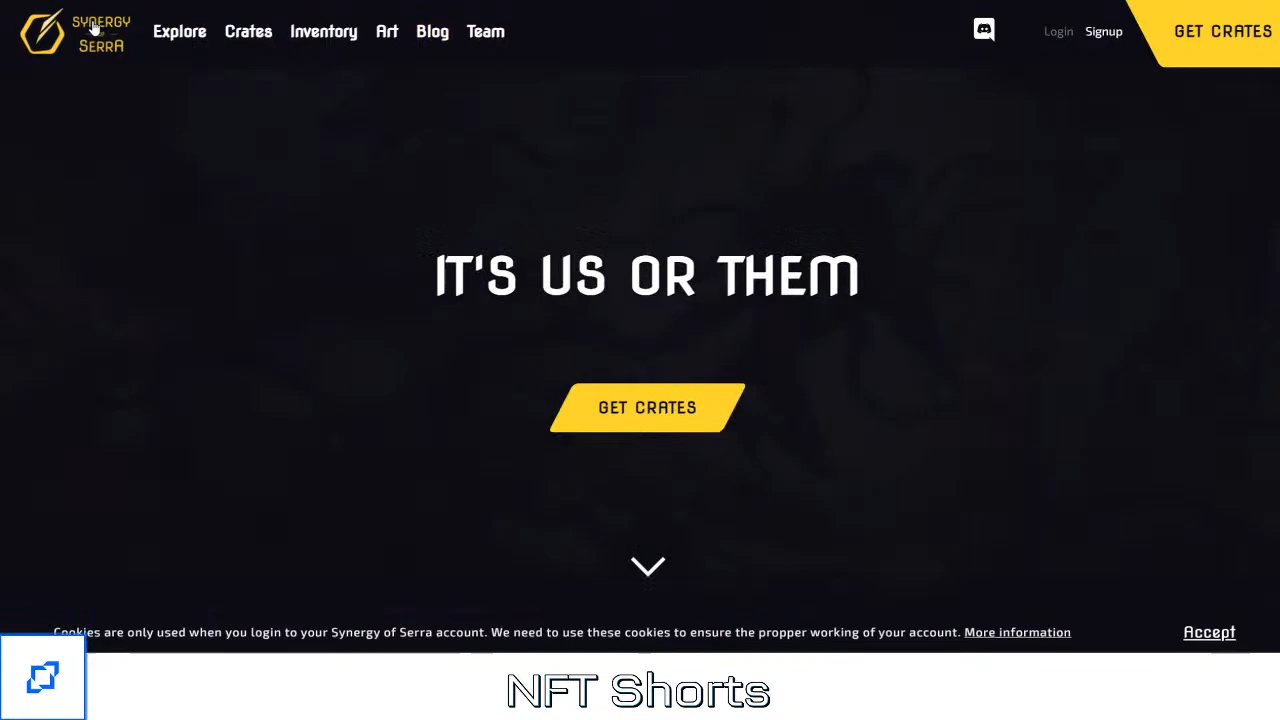 SYNERGY
OF
SERRA
Explore Crates Inventory Art Blog Team
Login Signup
GET CRATES
IT'S US OR THEM
GET CRATES
Cookies are only used when you login to your Synergy of Serra account. We need to use these cookies to ensure the propper working of your account. More information
Accept
NFT Shorts